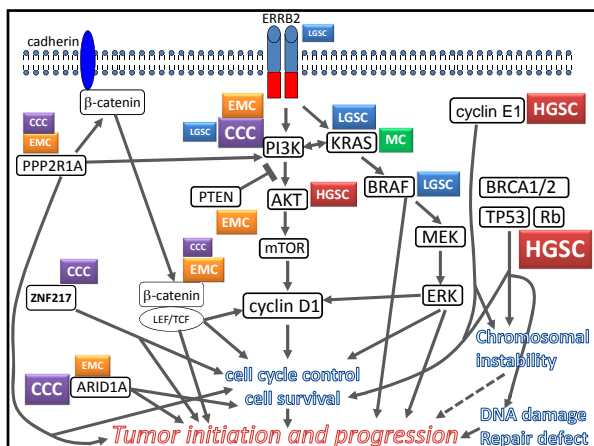 ERRB2
LGSC
cadherin
β-catenin
CCC
EMC
PPP2R1A
EMC
LGSC
CCC
PI3K
LGSC
KRAS
MC
cyclin E1
HGSC
PTEN
AKT
HGSC
BRAF
LGSC
BRCA1/2
TP53
Rb
HGSC
EMC
mTOR
MEK
CCC
EMC
CCC
ZNF217
β-catenin
LEF/TCF
cyclin D1
ERK
Chromosomal
instability
cell cycle control
cell survival
EMC
CCC
ARID1A
DNA damage
Repair defect
Tumor initiation and progression